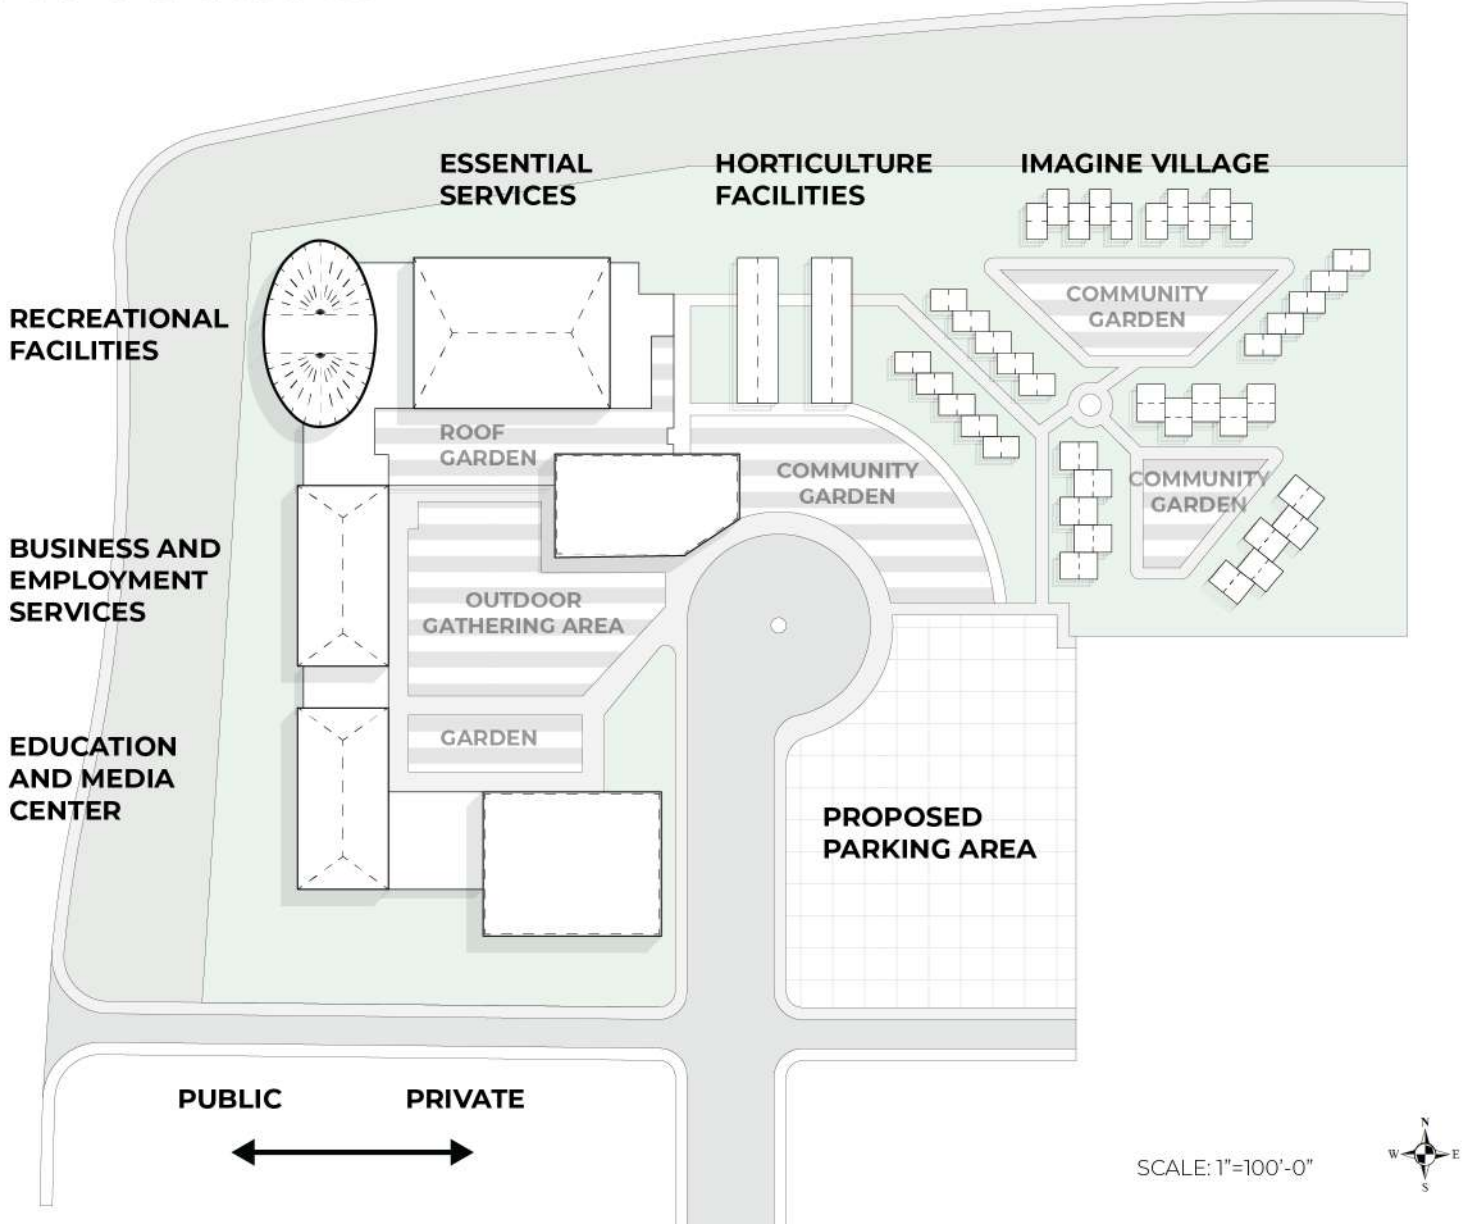 ESSENTIAL
SERVICES
HORTICULTURE
FACILITIES
IMAGINE VILLAGE
RECREATIONAL
FACILITIES
COMMUNITY
GARDEN
ROOF
GARDEN
COMMUNITY
GARDEN
COMMUNITY
GARDEN
BUSINESS AND
EMPLOYMENT
SERVICES
OUTDOOR
GATHERING AREA
EDUCATION
AND MEDIA
CENTER
GARDEN
PROPOSED
PARKING AREA
PUBLIC
PRIVATE
SCALE: 1"=100'-0"
N
W
E
S